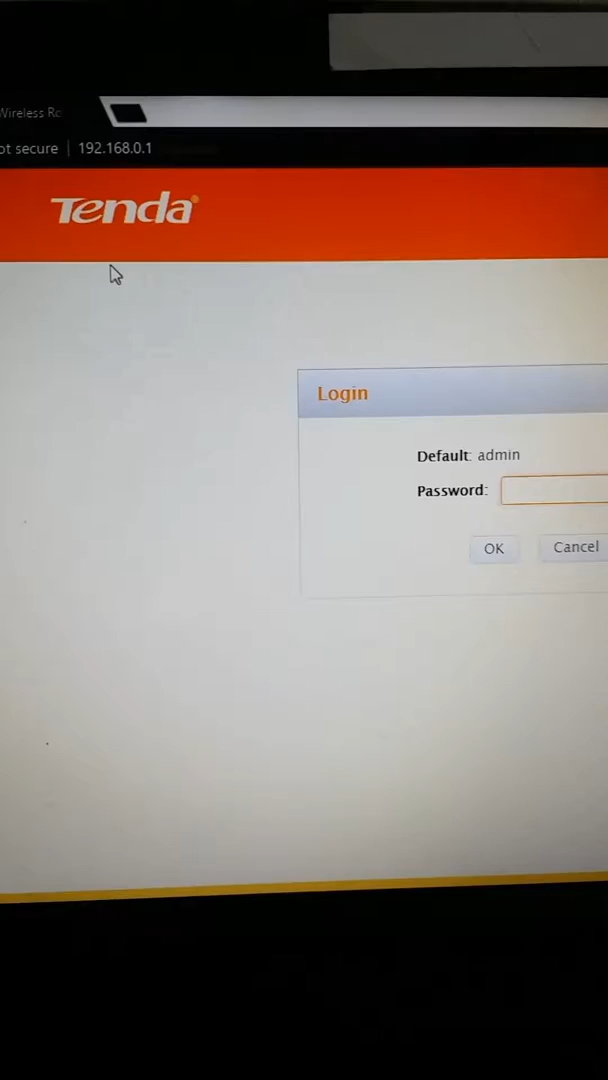 Wireless Ro
ot secure | 192.168.0.1
Tenda
Login
Default: admin
Password:
OK Cancel